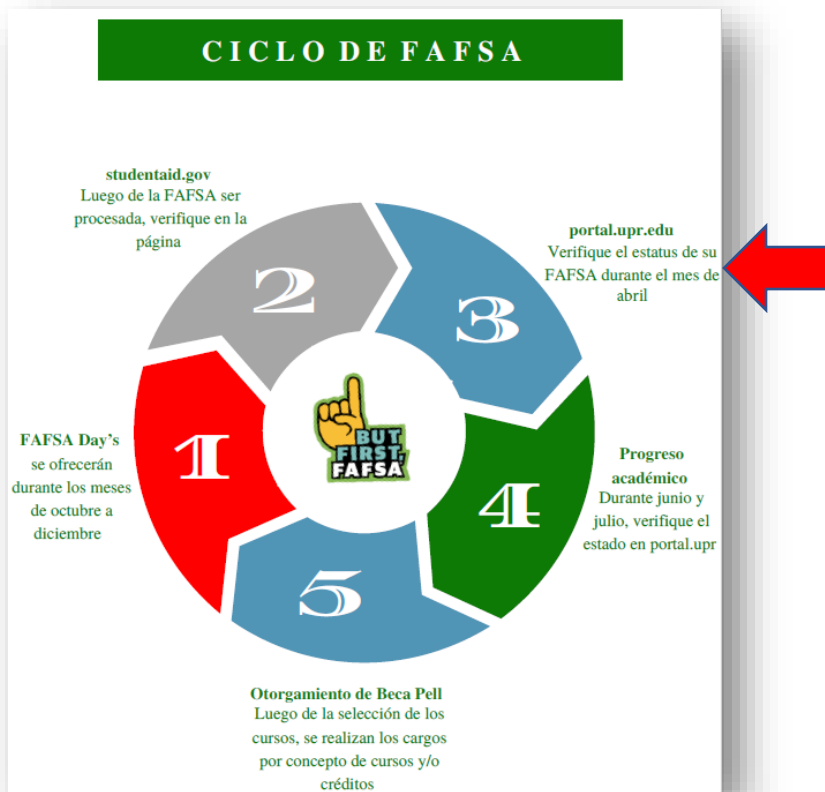 CICLO DE FAFSA
studentaid.gov
Luego de la FAFSA ser
procesada, verifique en la
página
portal.upr.edu
Verifique el estatus de su
FAFSA durante el mes de
abril
2
3
BUT
FIRST,
FAFSA
FAFSA Day’s
se ofrecerán
durante los meses
de octubre a
diciembre
1
4
Progreso
académico
Durante junio y
julio, verifique el
estado en portal.upr
5
Otorgamiento de Beca Pell
Luego de la selección de los
cursos, se realizan los cargos
por concepto de cursos y/o
créditos